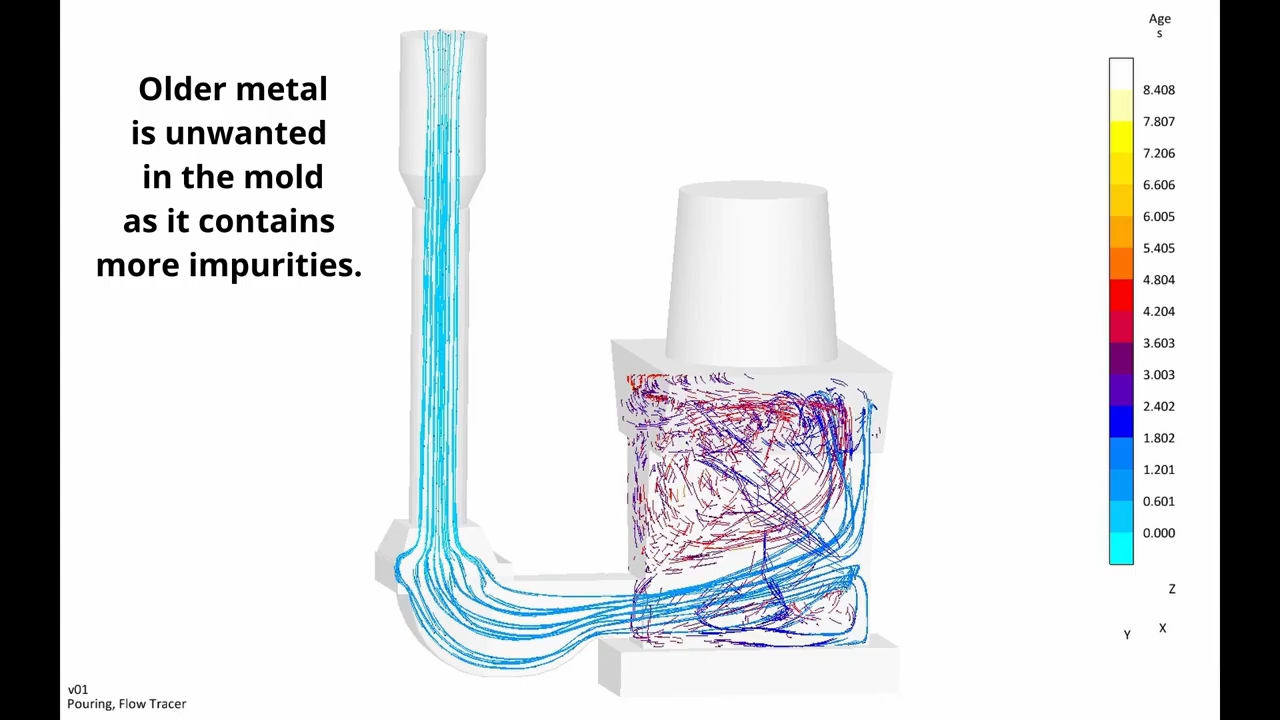 Older metal
is unwanted
in the mold
as it contains
more impurities.
Age
s
8.408
7.807
7.206
6.606
6.005
5.405
4.804
4.204
3.603
3.003
2.402
1.802
1.201
0.601
0.000
Z
X
Y
v01
Pouring, Flow Tracer